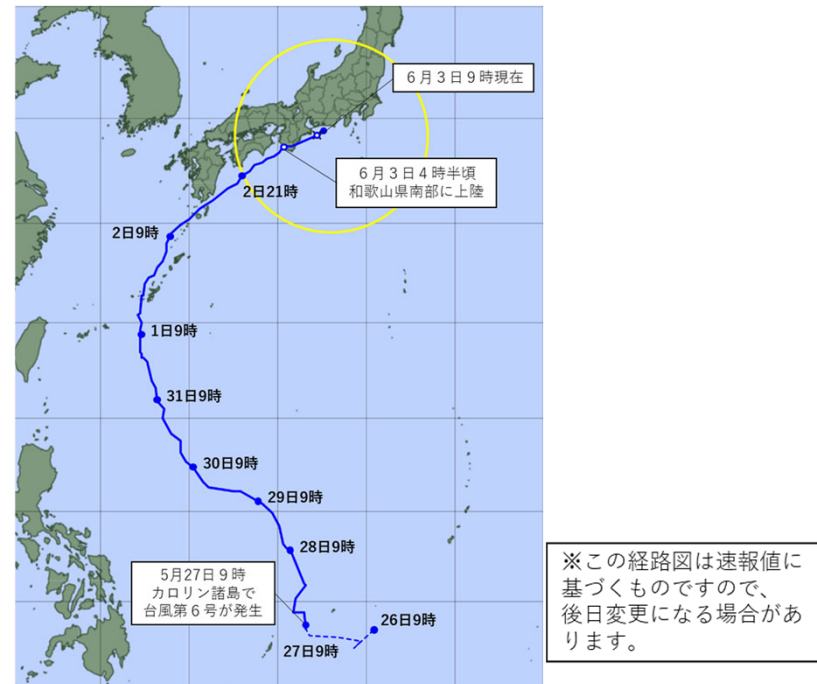 ６月３日９時現在
６月３日４時半頃
和歌山県南部に上陸
2日21時
2日9時
1日9時
31日9時
30日9時
29日9時
28日9時
5月27日９時
カロリン諸島で
台風第６号が発生
26日9時
27日9時
※この経路図は速報値に
基づくものですので、
後日変更になる場合があ
ります。